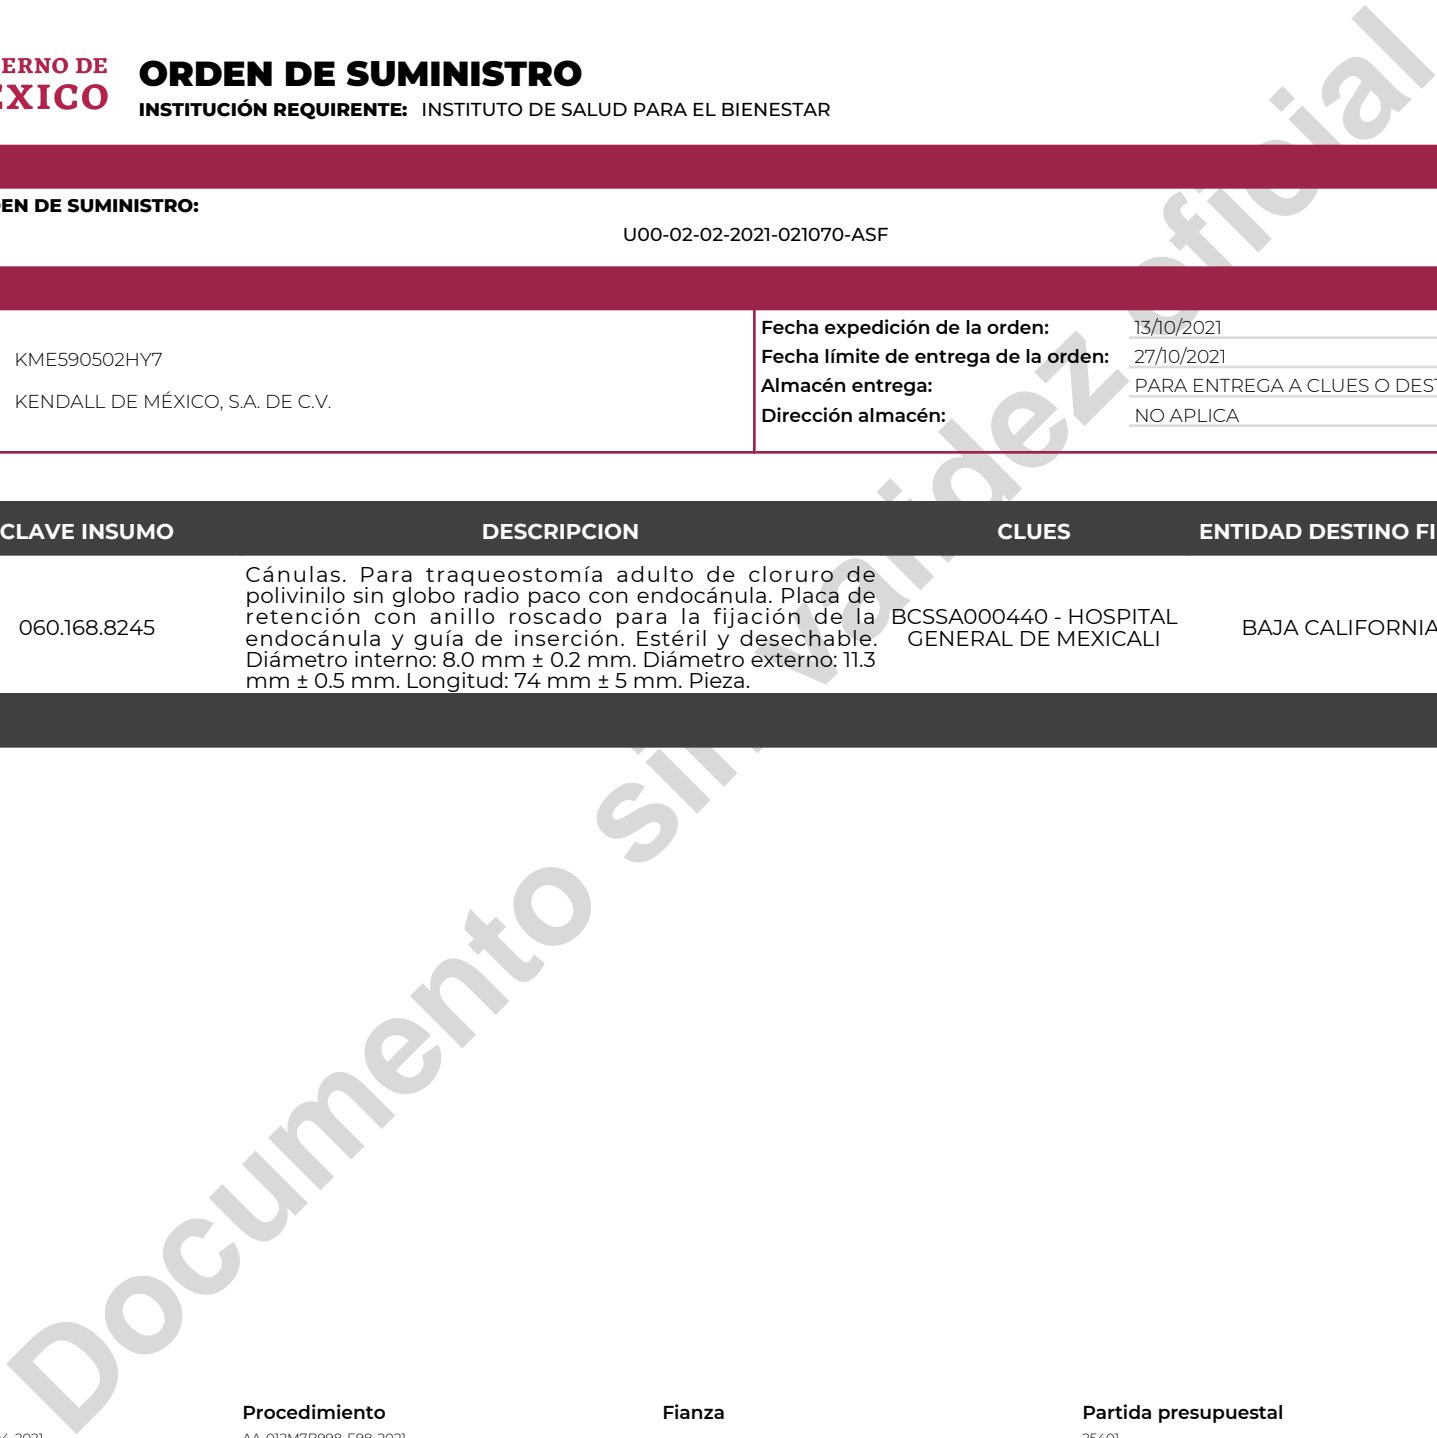 ERNO DE
ÉXICO
ORDEN DE SUMINISTRO
INSTITUCIÓN REQUIRENTE: INSTITUTO DE SALUD PARA EL BIENESTAR
EN DE SUMINISTRO:
U00-02-02-2021-021070-ASF
KME590502HY7
KENDALL DE MÉXICO, S.A. DE C.V.
Fecha expedición de la orden: 13/10/2021
Fecha límite de entrega de la orden: 27/10/2021
Almacén entrega: PARA ENTREGA A CLUES O DEST
Dirección almacén: NO APLICA
CLAVE INSUMO DESCRIPCION CLUES ENTIDAD DESTINO FI
060.168.8245
Cánulas. Para traqueostomía adulto de cloruro de
polivinilo sin globo radio paco con endocánula. Placa de
retención con anillo roscado para la fijación de la
endocánula y guía de inserción. Estéril y desechable.
Diámetro interno: 8.0 mm ± 0.2 mm. Diámetro externo: 11.3
mm ± 0.5 mm. Longitud: 74 mm ± 5 mm. Pieza.
BCSSA000440 - HOSPITAL
GENERAL DE MEXICALI
BAJA CALIFORNIA
Documento sin validez oficial
Procedimiento Fianza Partida presupuestal